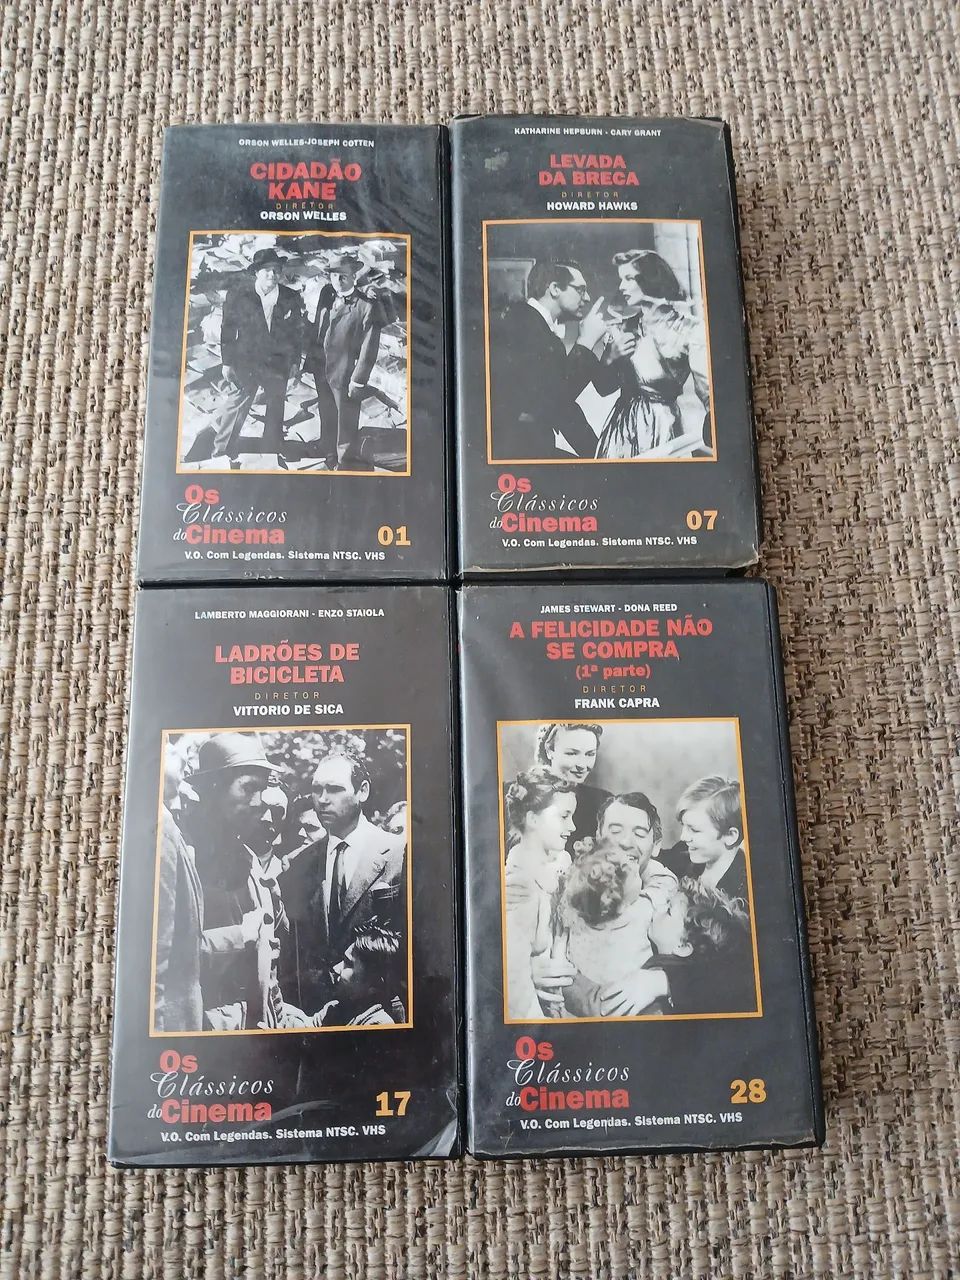 ORSON WELLES-JOSEPH COTTEN
CIDADÃO
KANE
DIRETOR
ORSON WELLES
Os
Clássicos
do Cinema
01
V.O. Com Legendas. Sistema NTSC. VHS
KATHARINE HEPBURN - CARY GRANT
LEVADA
DA BRECA
DIRETOR
HOWARD HAWKS
Os
Clássicos
do Cinema
07
V.O. Com Legendas. Sistema NTSC. VHS
LAMBERTO MAGGIORANI - ENZO STAIOLA
LADRÕES DE
BICICLETA
DIRETOR
VITTORIO DE SICA
Os
Clássicos
do Cinema
17
V.O. Com Legendas. Sistema NTSC. VHS
JAMES STEWART - DONA REED
A FELICIDADE NÃO
SE COMPRA
(1ª parte)
DIRETOR
FRANK CAPRA
Os
Clássicos
do Cinema
28
V.O. Com Legendas. Sistema NTSC. VHS